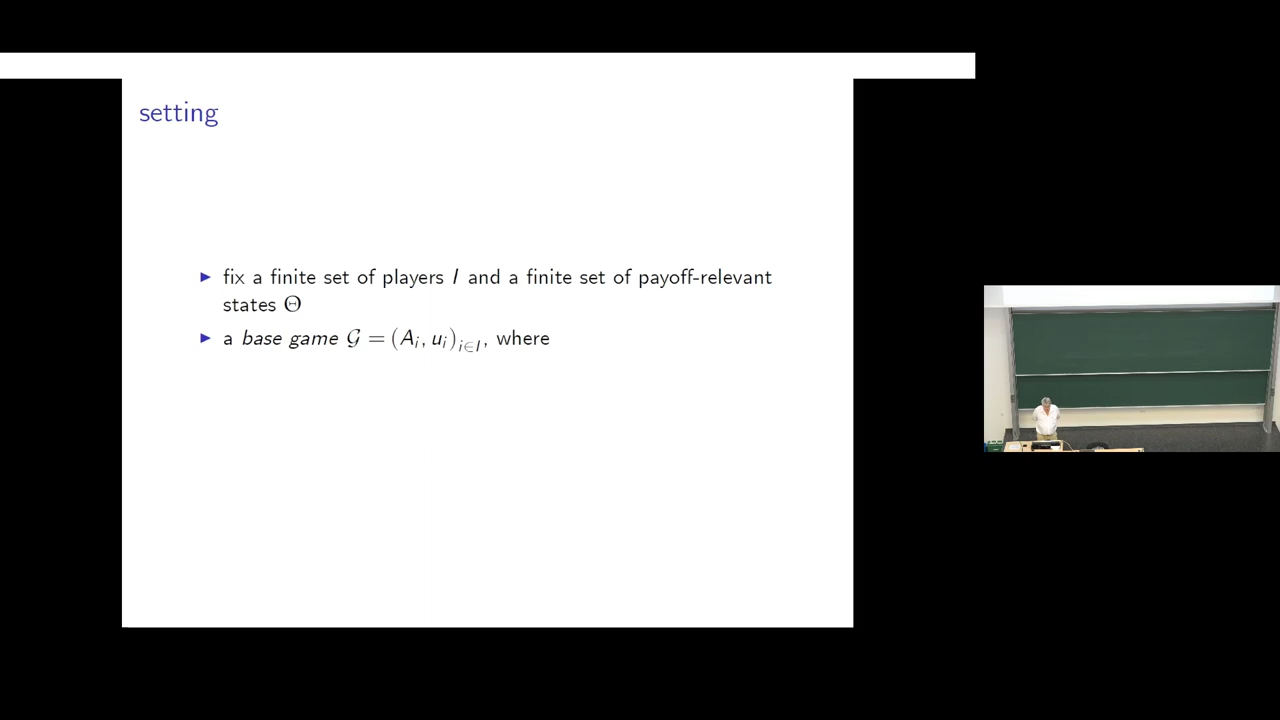 setting
▶ fix a finite set of players I and a finite set of payoff-relevant
states Θ
▶ a base game 𝒢 = (Aᵢ, uᵢ)ᵢ∈I, where